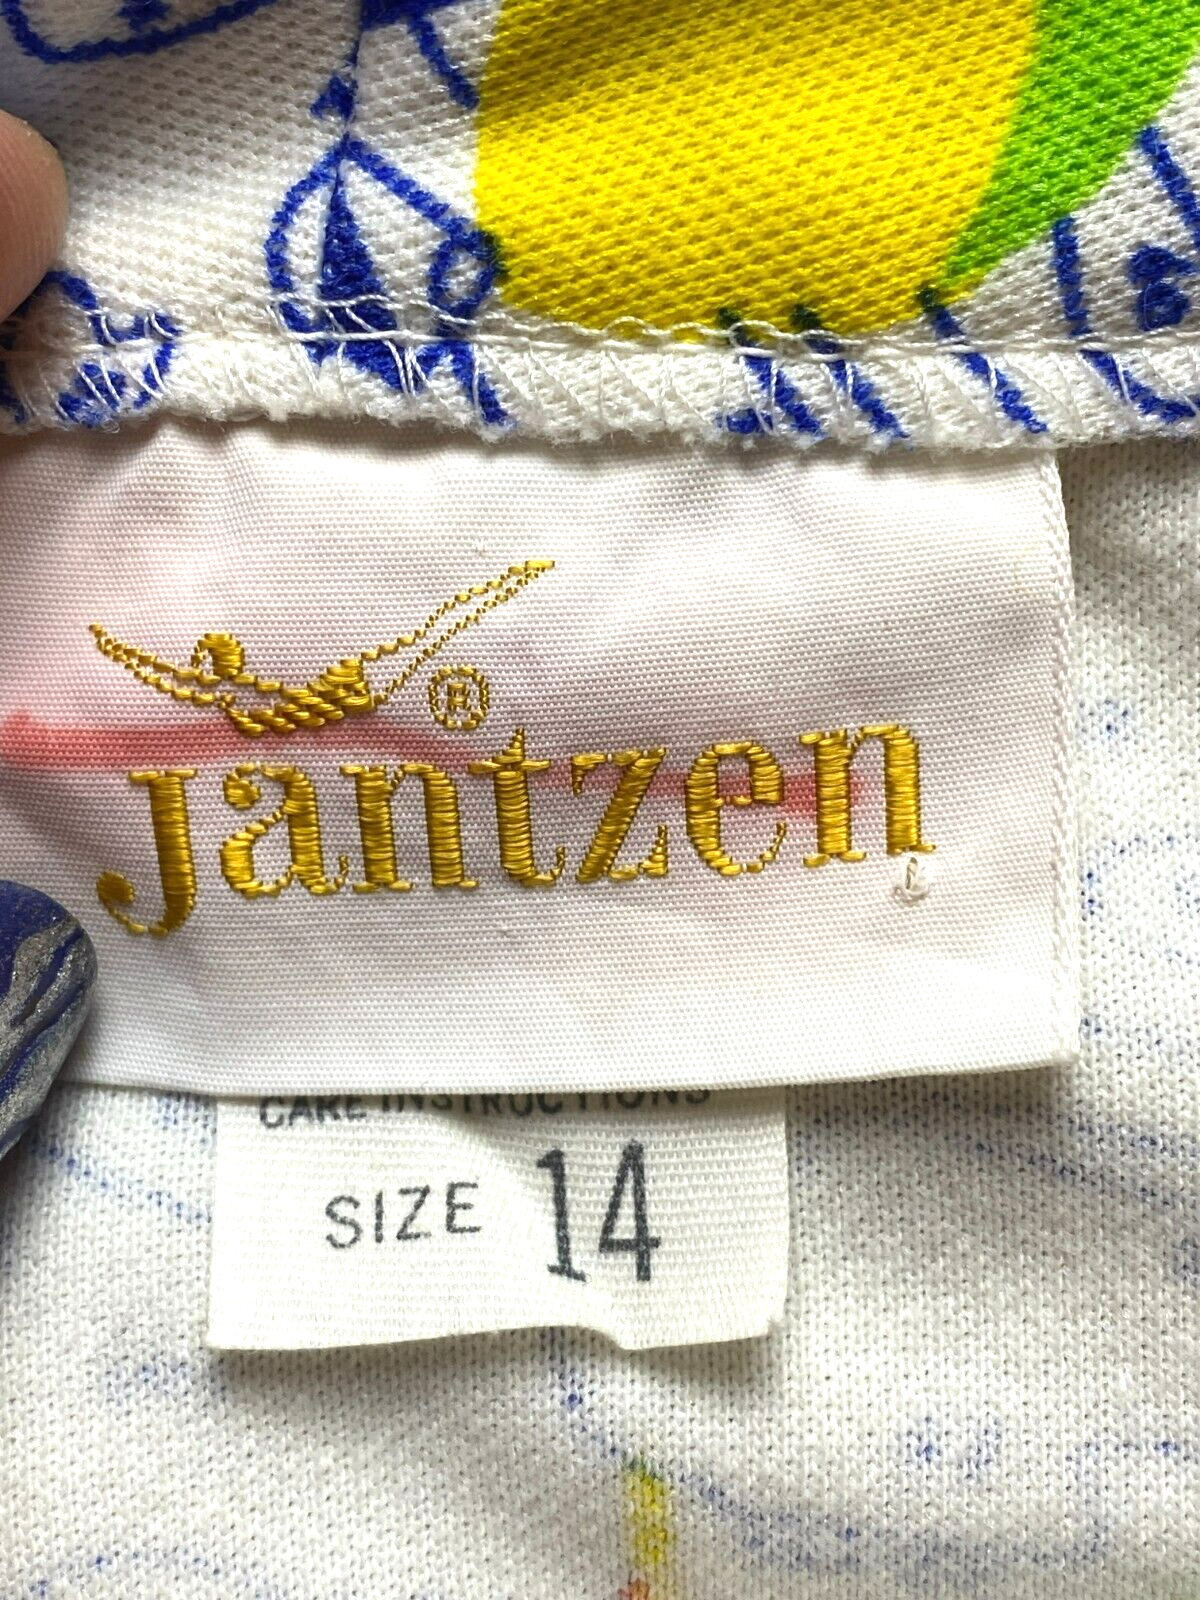 ®
Jantzen
®
CARE INSTRUCTIONS
SIZE 14